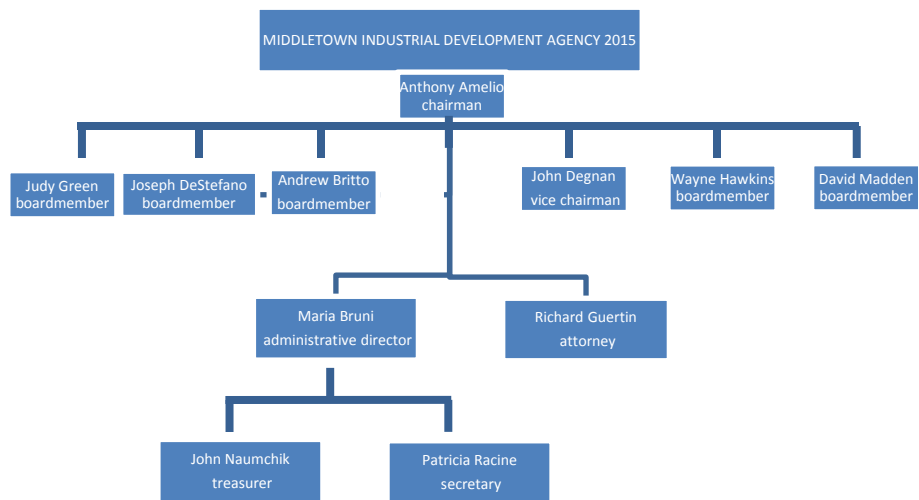 MIDDLETOWN INDUSTRIAL DEVELOPMENT AGENCY 2015
Anthony Amelio
chairman
Judy Green
boardmember
Joseph DeStefano
boardmember
Andrew Britto
boardmember
John Degnan
vice chairman
Wayne Hawkins
boardmember
David Madden
boardmember
Maria Bruni
administrative director
Richard Guertin
attorney
John Naumchik
treasurer
Patricia Racine
secretary